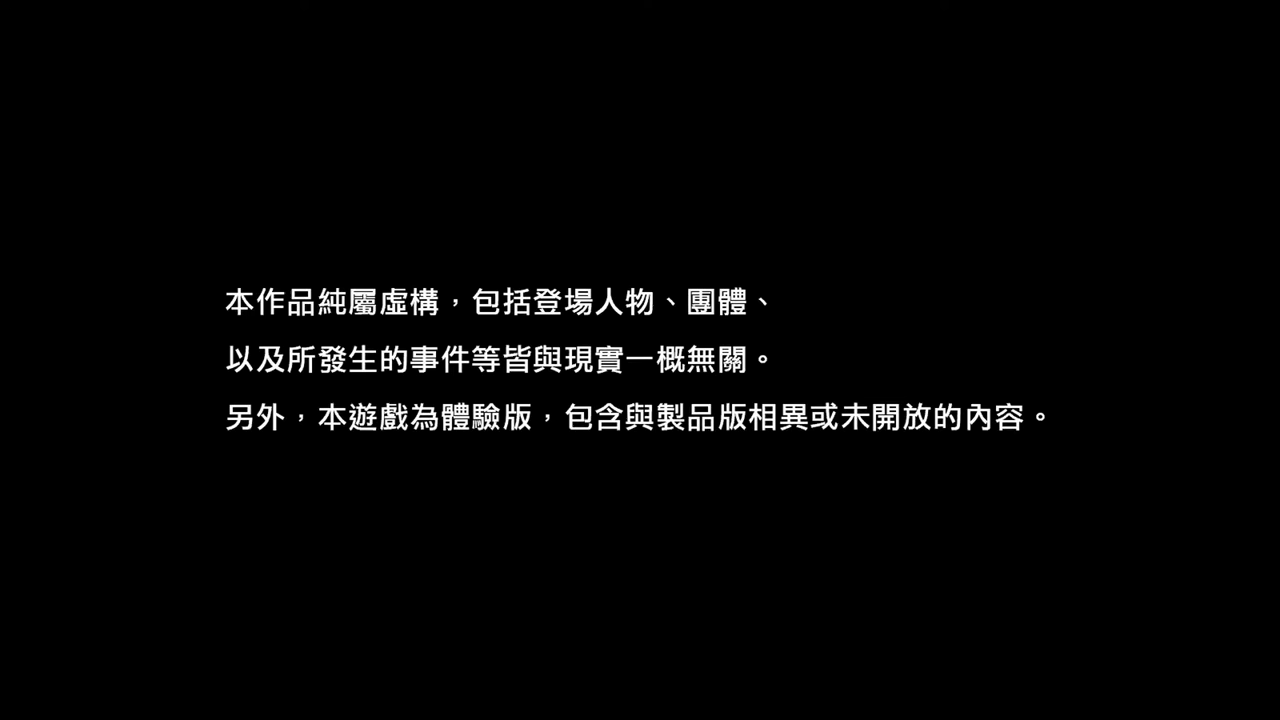 本作品純屬虛構，包括登場人物、團體、
以及所發生的事件等皆與現實一概無關。
另外，本遊戲為體驗版，包含與製品版相異或未開放的內容。